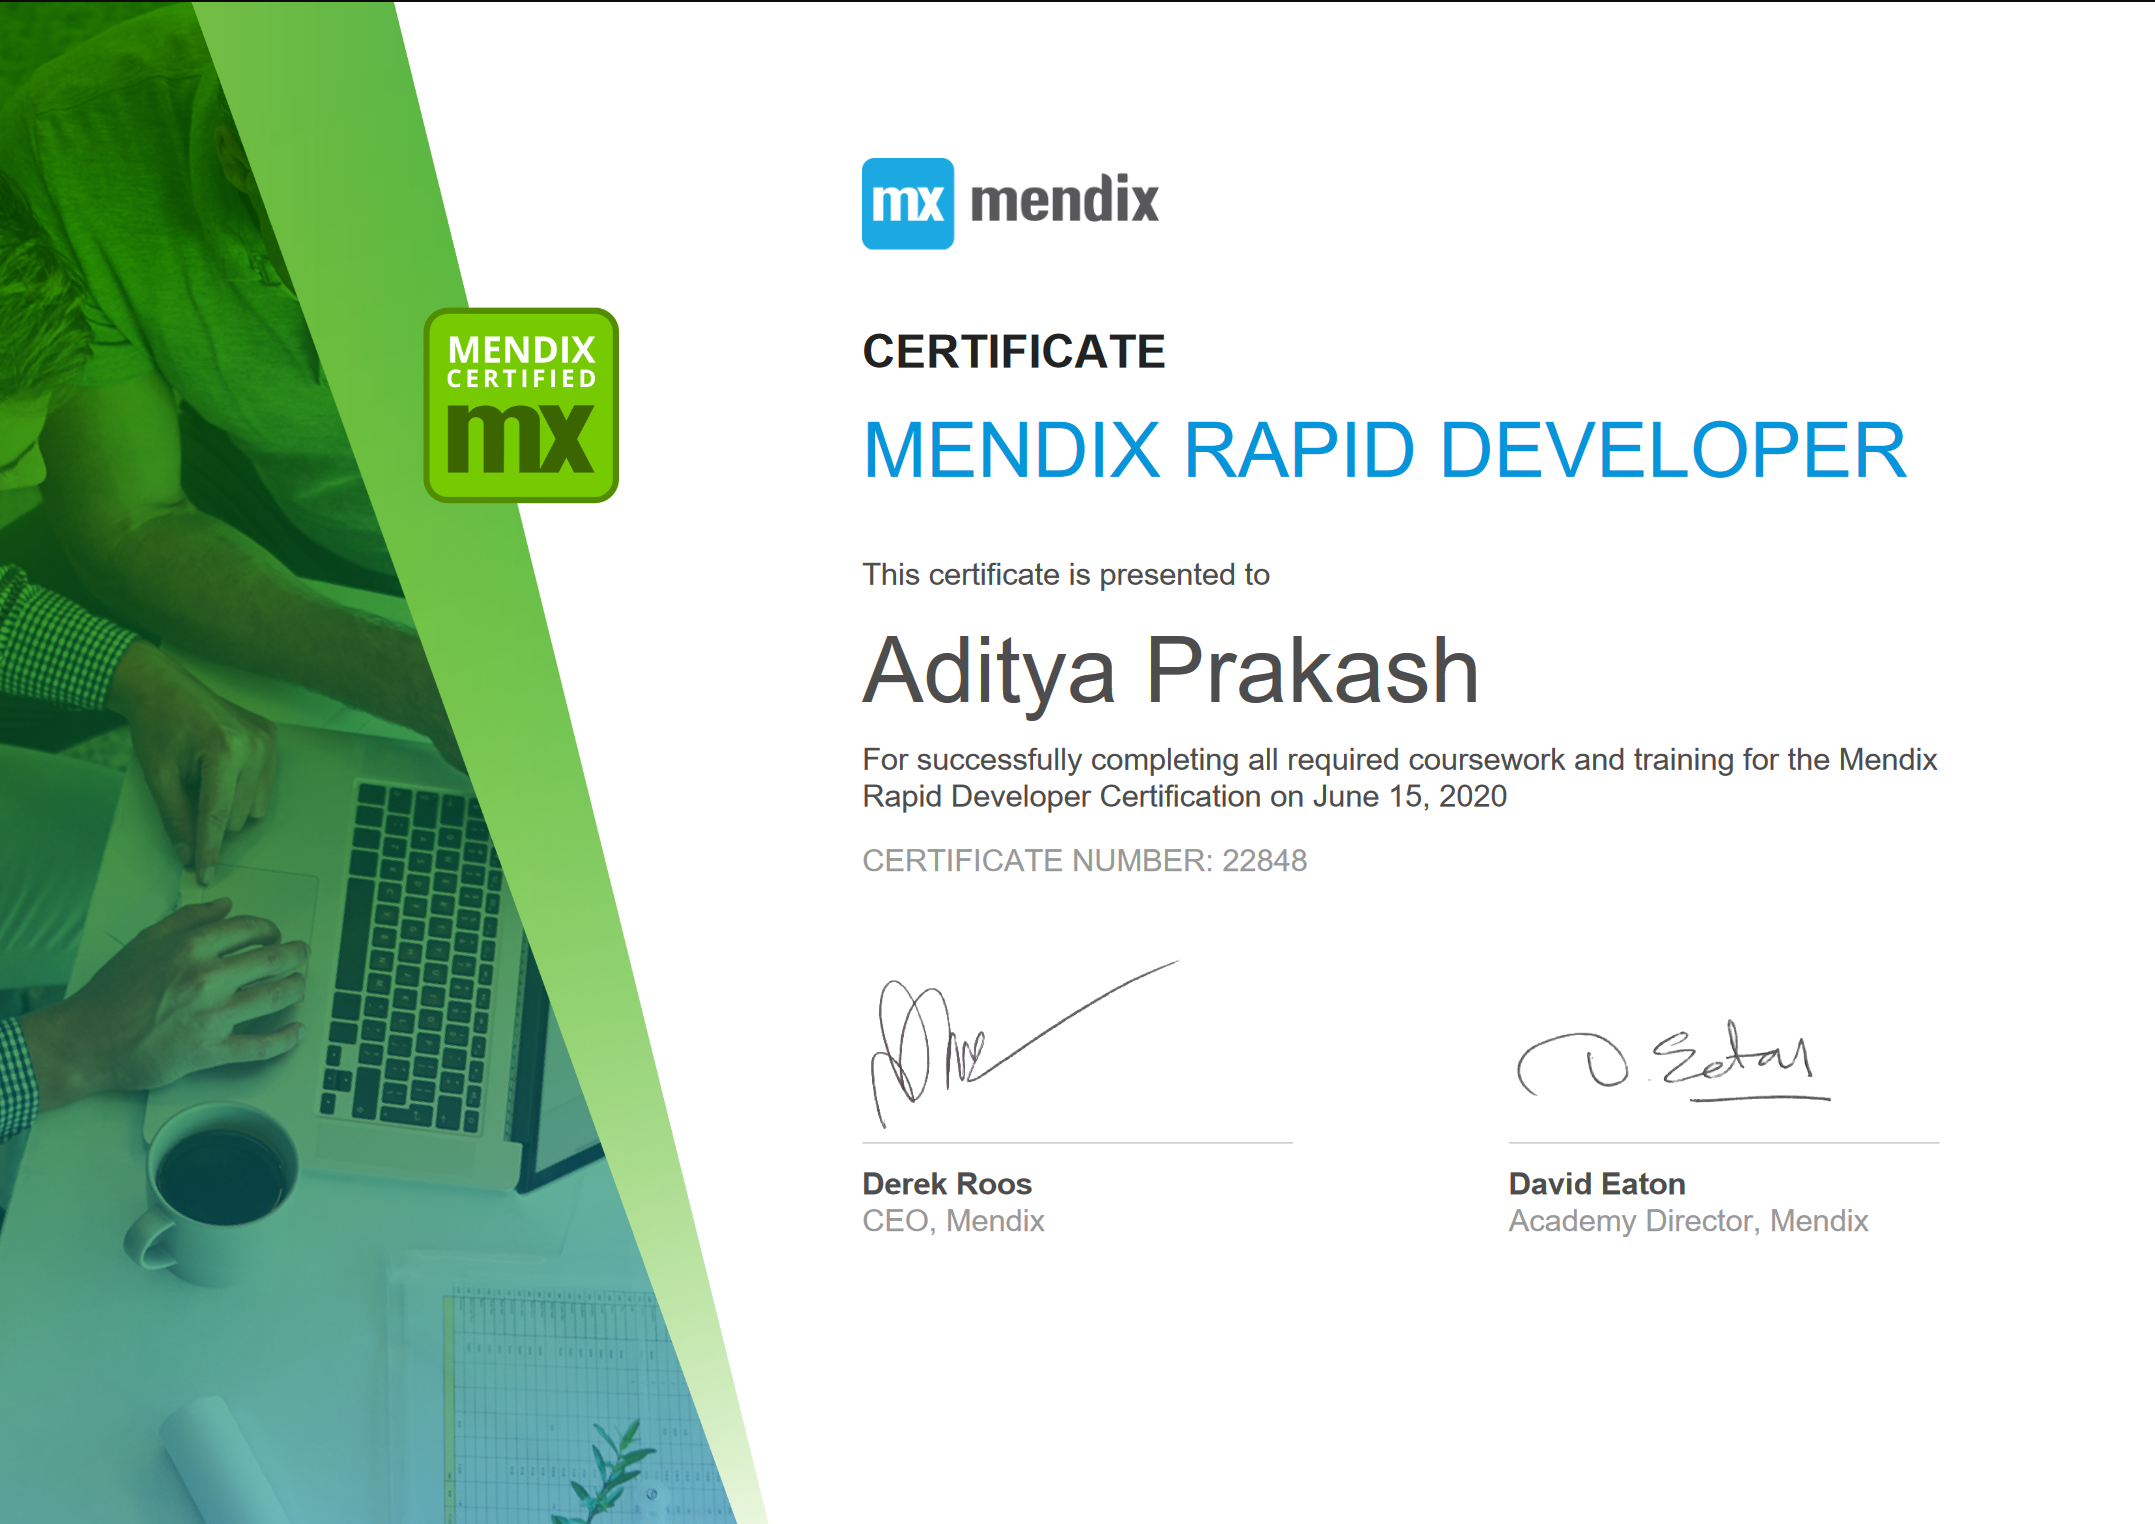 mx mendix
MENDIX
CERTIFIED
mx
CERTIFICATE
MENDIX RAPID DEVELOPER
This certificate is presented to
Aditya Prakash
For successfully completing all required coursework and training for the Mendix
Rapid Developer Certification on June 15, 2020
CERTIFICATE NUMBER: 22848
D. Eaton
Derek Roos
CEO, Mendix
David Eaton
Academy Director, Mendix